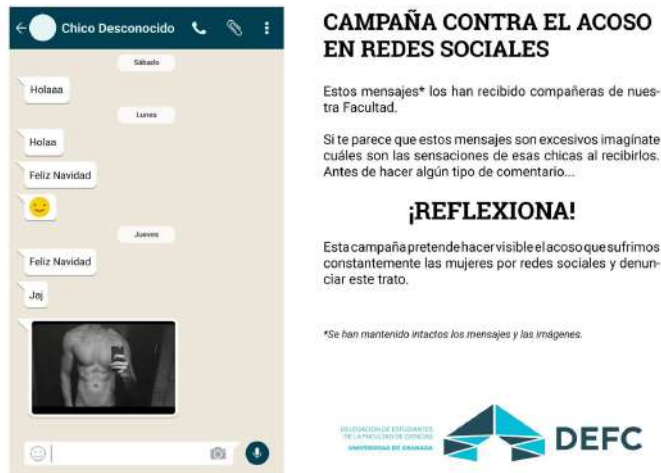 Chico Desconocido
Sábado
Holaaa
Lunes
Holaa
Feliz Navidad
Jueves
Feliz Navidad
Jaj
CAMPAÑA CONTRA EL ACOSO
EN REDES SOCIALES
Estos mensajes* los han recibido compañeras de nues-
tra Facultad.
Si te parece que estos mensajes son excesivos imagínate
cuáles son las sensaciones de esas chicas al recibirlos.
Antes de hacer algún tipo de comentario...
¡REFLEXIONA!
Esta campaña pretende hacer visible el acoso que sufrimos
constantemente las mujeres por redes sociales y denun-
ciar este trato.
*Se han mantenido intactos los mensajes y las imágenes.
DELEGACIÓN DE ESTUDIANTES
DE LA FACULTAD DE CIENCIAS
UNIVERSIDAD DE GRANADA
DEFC